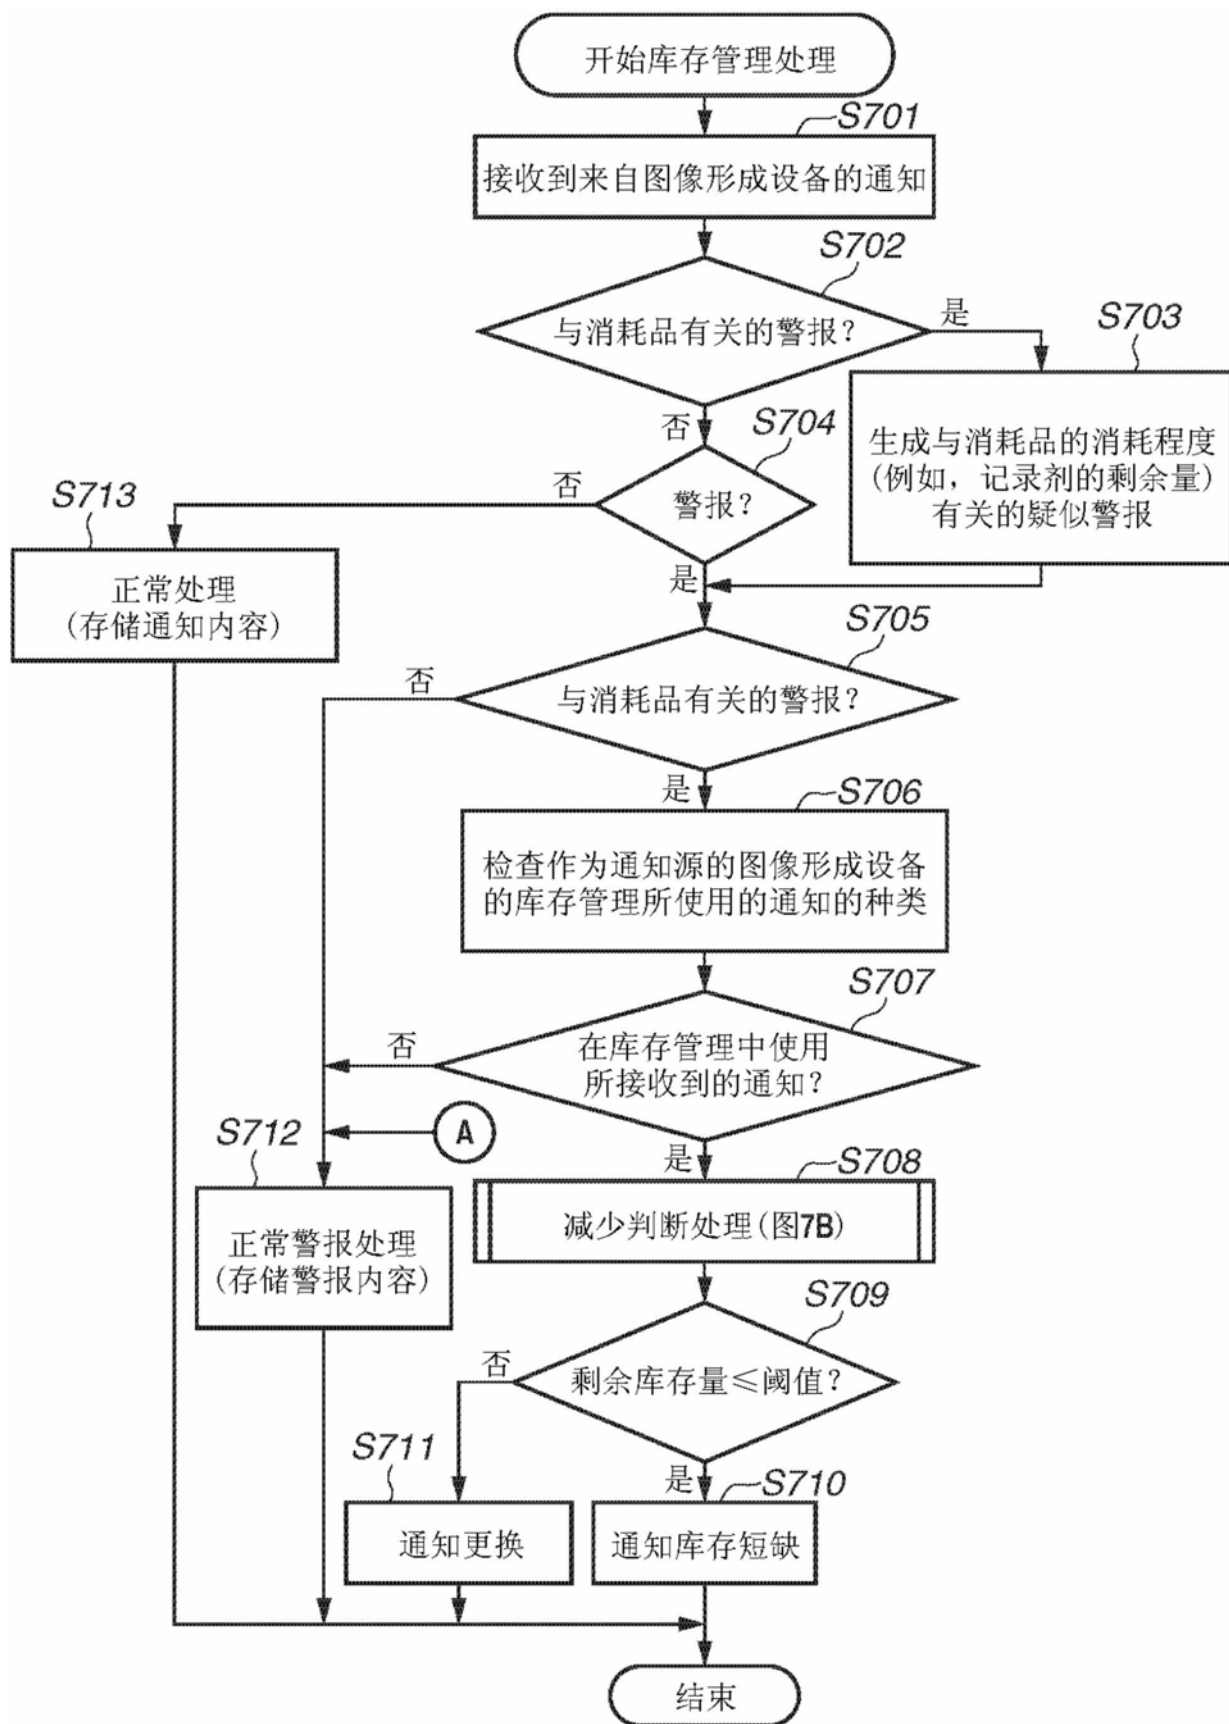 开始库存管理处理
S701
接收到来自图像形成设备的通知
S702
与消耗品有关的警报?
是
S703
生成与消耗品的消耗程度
(例如，记录剂的剩余量)
有关的疑似警报
否
S704
警报?
否
S713
正常处理
(存储通知内容)
是
S705
与消耗品有关的警报?
否
是
S706
检查作为通知源的图像形成设备
的库存管理所使用的通知的种类
S707
在库存管理中使用
所接收到的通知?
否
A
S712
正常警报处理
(存储警报内容)
是
S708
减少判断处理(图7B)
S709
剩余库存量≤阈值?
否
S711
通知更换
是
S710
通知库存短缺
结束